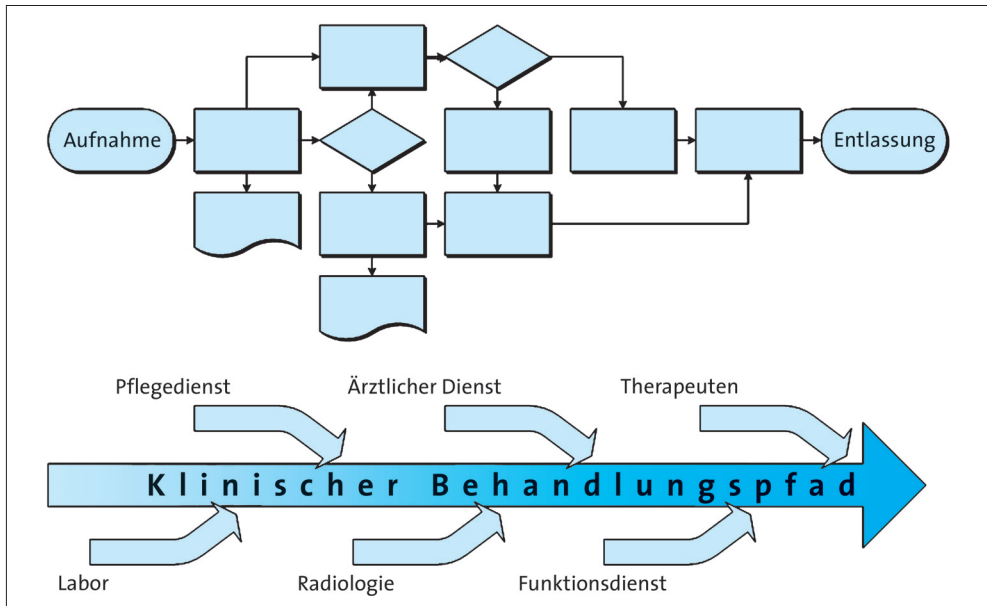 Aufnahme
Entlassung
Pflegedienst
Ärztlicher Dienst
Therapeuten
Klinischer Behandlungspfad
Labor
Radiologie
Funktionsdienst